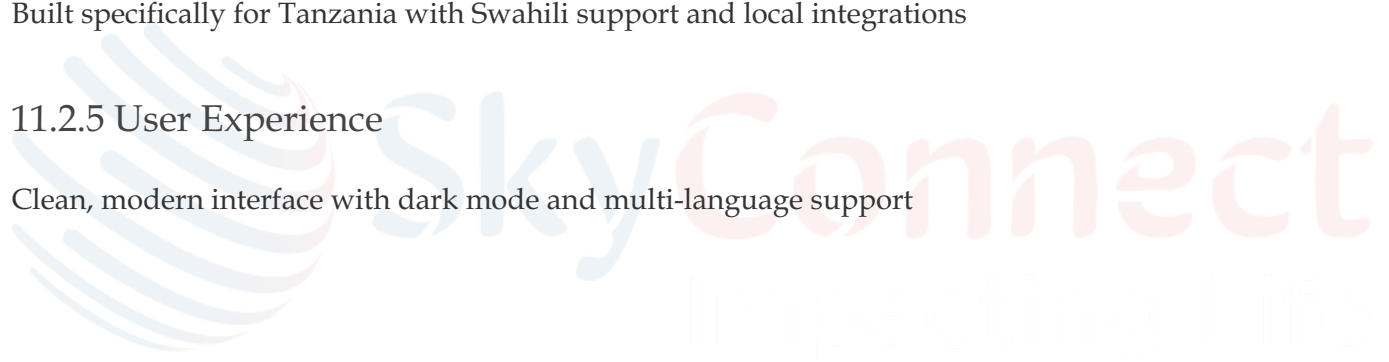 Built specifically for Tanzania with Swahili support and local integrations
11.2.5 User Experience
SkyConnect
Clean, modern interface with dark mode and multi-language support